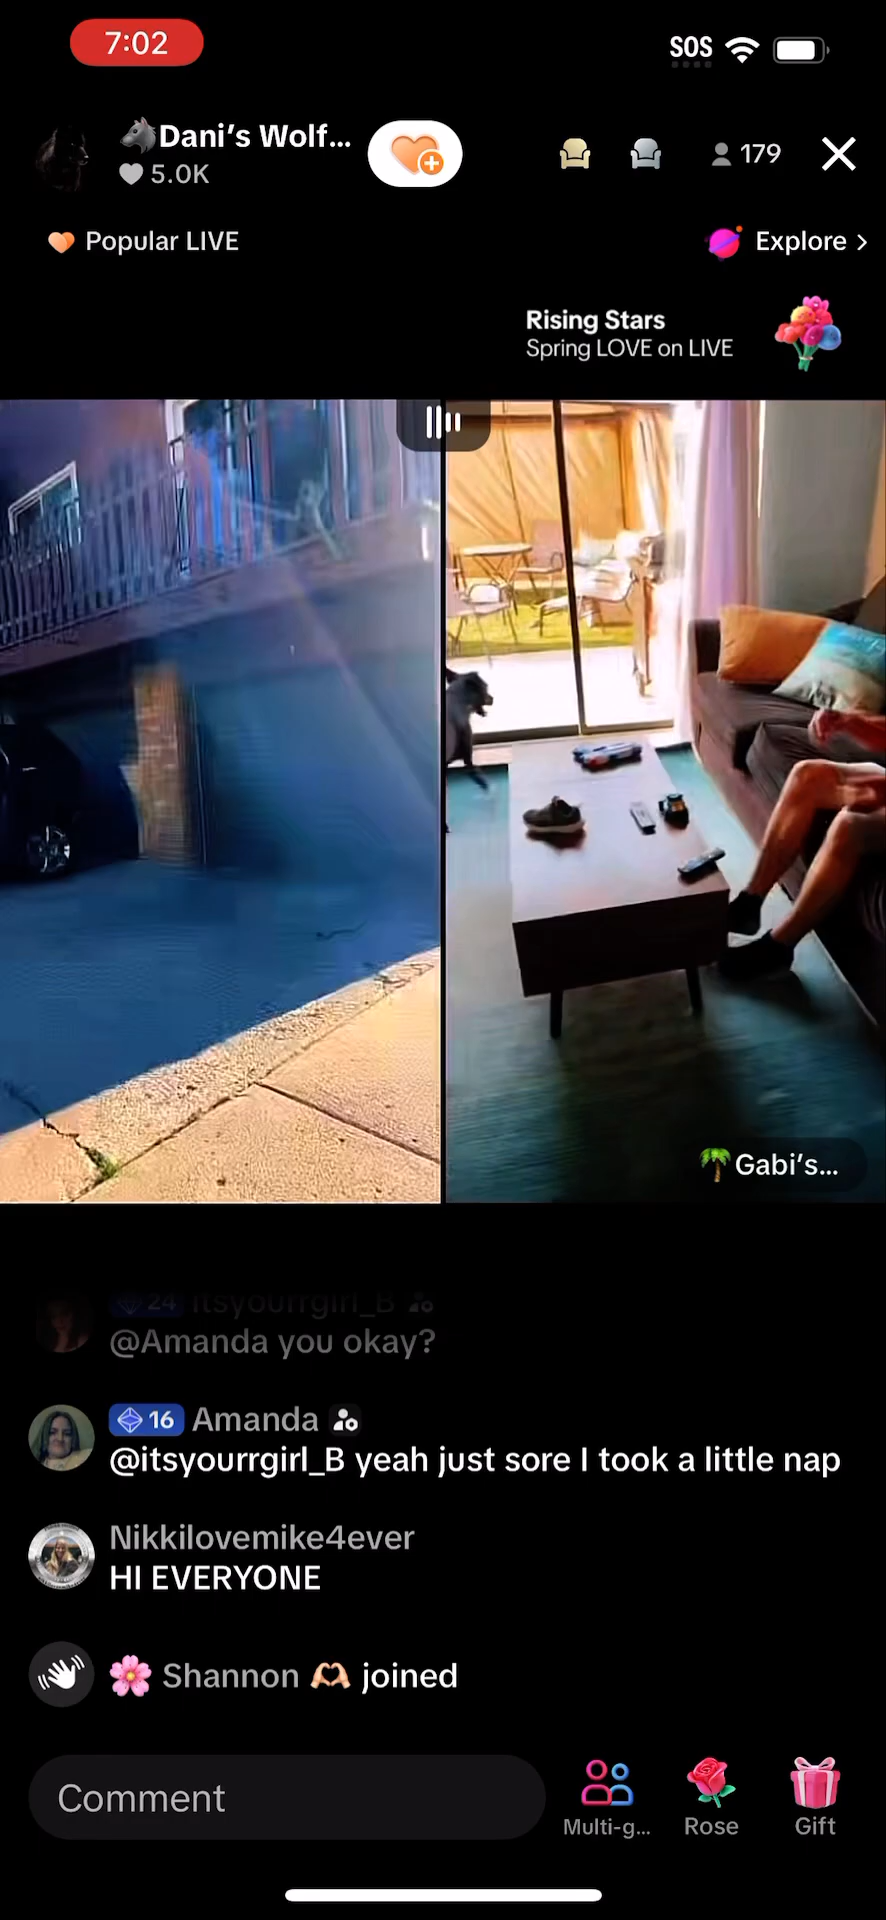 7:02
SOS
🐺Dani's Wolf...
5.0K
179
Popular LIVE
Explore >
Rising Stars
Spring LOVE on LIVE
🌴Gabi's...
24 itsyourrgirl_B
@Amanda you okay?
16 Amanda
@itsyourrgirl_B yeah just sore I took a little nap
Nikkilovemike4ever
HI EVERYONE
🌸 Shannon 🫶🏼 joined
Comment
Multi-g...
Rose
Gift